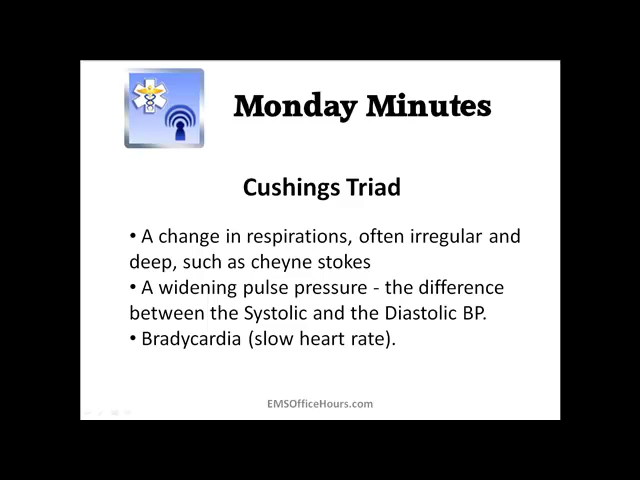 Monday Minutes
Cushings Triad
• A change in respirations, often irregular and
deep, such as cheyne stokes
• A widening pulse pressure - the difference
between the Systolic and the Diastolic BP.
• Bradycardia (slow heart rate).
EMSOfficeHours.com